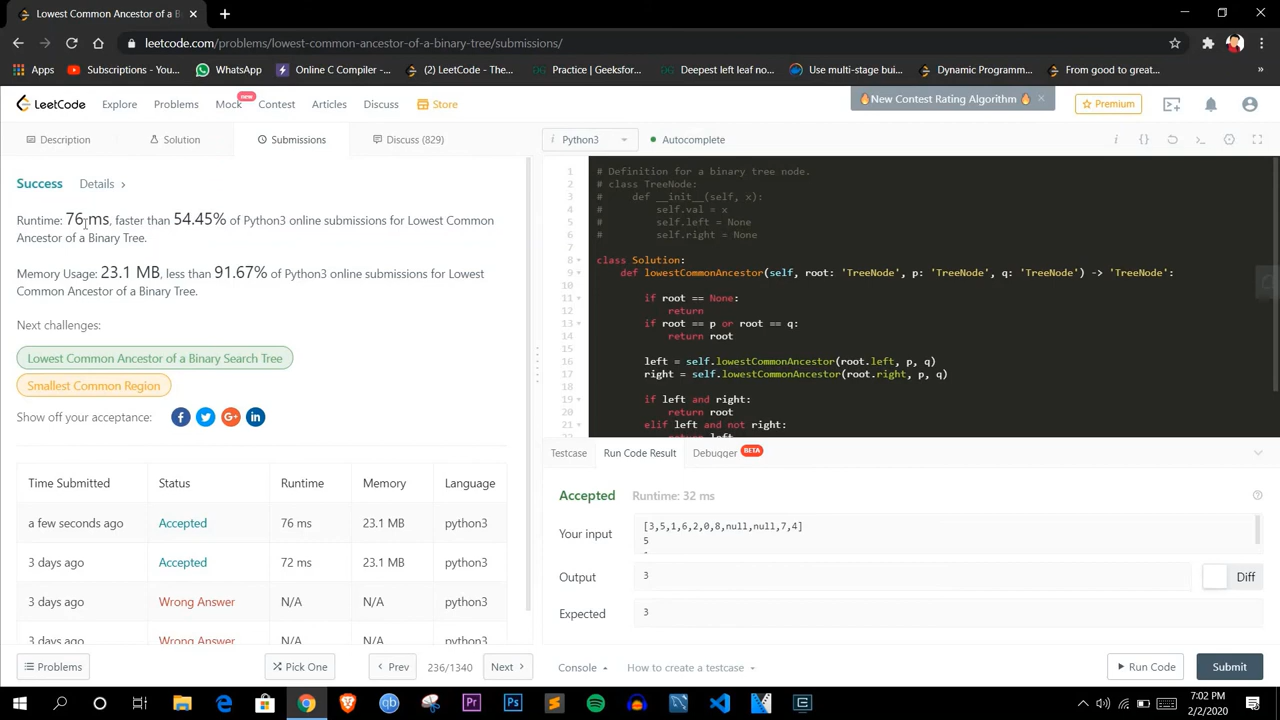 Lowest Common Ancestor of a Bi
leetcode.com/problems/lowest-common-ancestor-of-a-binary-tree/submissions/
Apps
Subscriptions - You...
WhatsApp
Online C Compiler -...
(2) LeetCode - The...
Practice | Geeksfor...
Deepest left leaf no...
Use multi-stage buil...
Dynamic Programm...
From good to great...
»
LeetCode
Explore
Problems
Mock
new
Contest
Articles
Discuss
Store
New Contest Rating Algorithm
Premium
Description
Solution
Submissions
Discuss (829)
Python3
Autocomplete
Success
Details
Runtime: 76 ms, faster than 54.45% of Python3 online submissions for Lowest Common
Ancestor of a Binary Tree.
Memory Usage: 23.1 MB, less than 91.67% of Python3 online submissions for Lowest
Common Ancestor of a Binary Tree.
Next challenges:
Lowest Common Ancestor of a Binary Search Tree
Smallest Common Region
Show off your acceptance:
Time Submitted Status Runtime Memory Language
a few seconds ago Accepted 76 ms 23.1 MB python3
3 days ago Accepted 72 ms 23.1 MB python3
3 days ago Wrong Answer N/A N/A python3
3 days ago Wrong Answer N/A N/A python3
1 # Definition for a binary tree node.
2 # class TreeNode:
3 #     def __init__(self, x):
4 #         self.val = x
5 #         self.left = None
6 #         self.right = None
7
8 class Solution:
9     def lowestCommonAncestor(self, root: 'TreeNode', p: 'TreeNode', q: 'TreeNode') -> 'TreeNode':
10
11         if root == None:
12             return
13         if root == p or root == q:
14             return root
15
16         left = self.lowestCommonAncestor(root.left, p, q)
17         right = self.lowestCommonAncestor(root.right, p, q)
18
19         if left and right:
20             return root
21         elif left and not right:
22             return left
Testcase
Run Code Result
Debugger
BETA
Accepted
Runtime: 32 ms
Your input
[3,5,1,6,2,0,8,null,null,7,4]
5
Output
3
Diff
Expected
3
Problems
Pick One
Prev
236/1340
Next
Console
How to create a testcase
Run Code
Submit
7:02 PM
2/2/2020